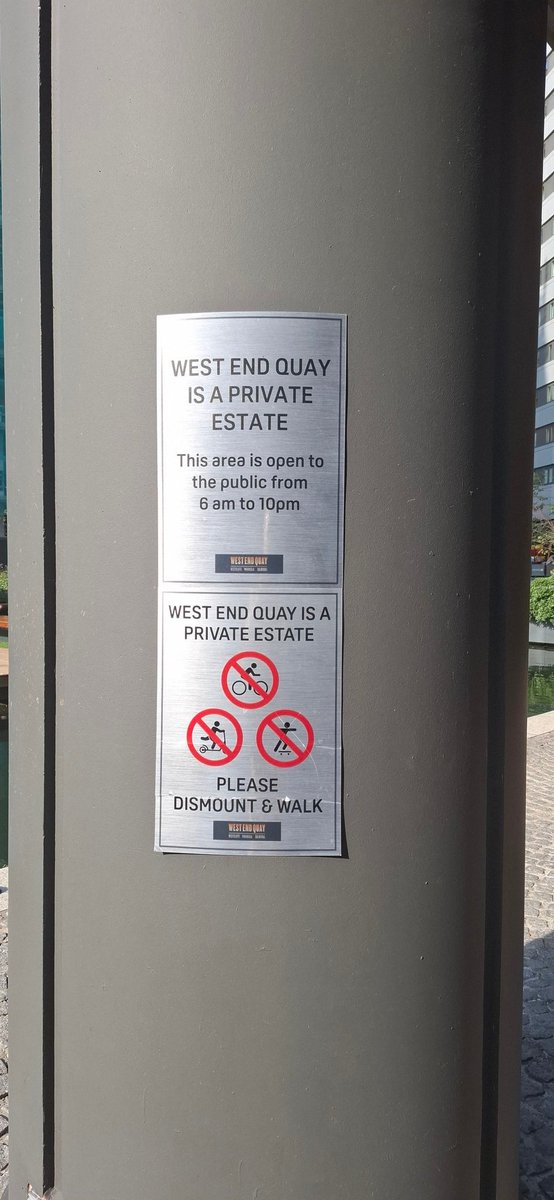 WEST END QUAY
IS A PRIVATE
ESTATE
This area is open to
the public from
6 am to 10pm
WEST END QUAY
WEST END QUAY IS A
PRIVATE ESTATE
PLEASE
DISMOUNT & WALK
WEST END QUAY